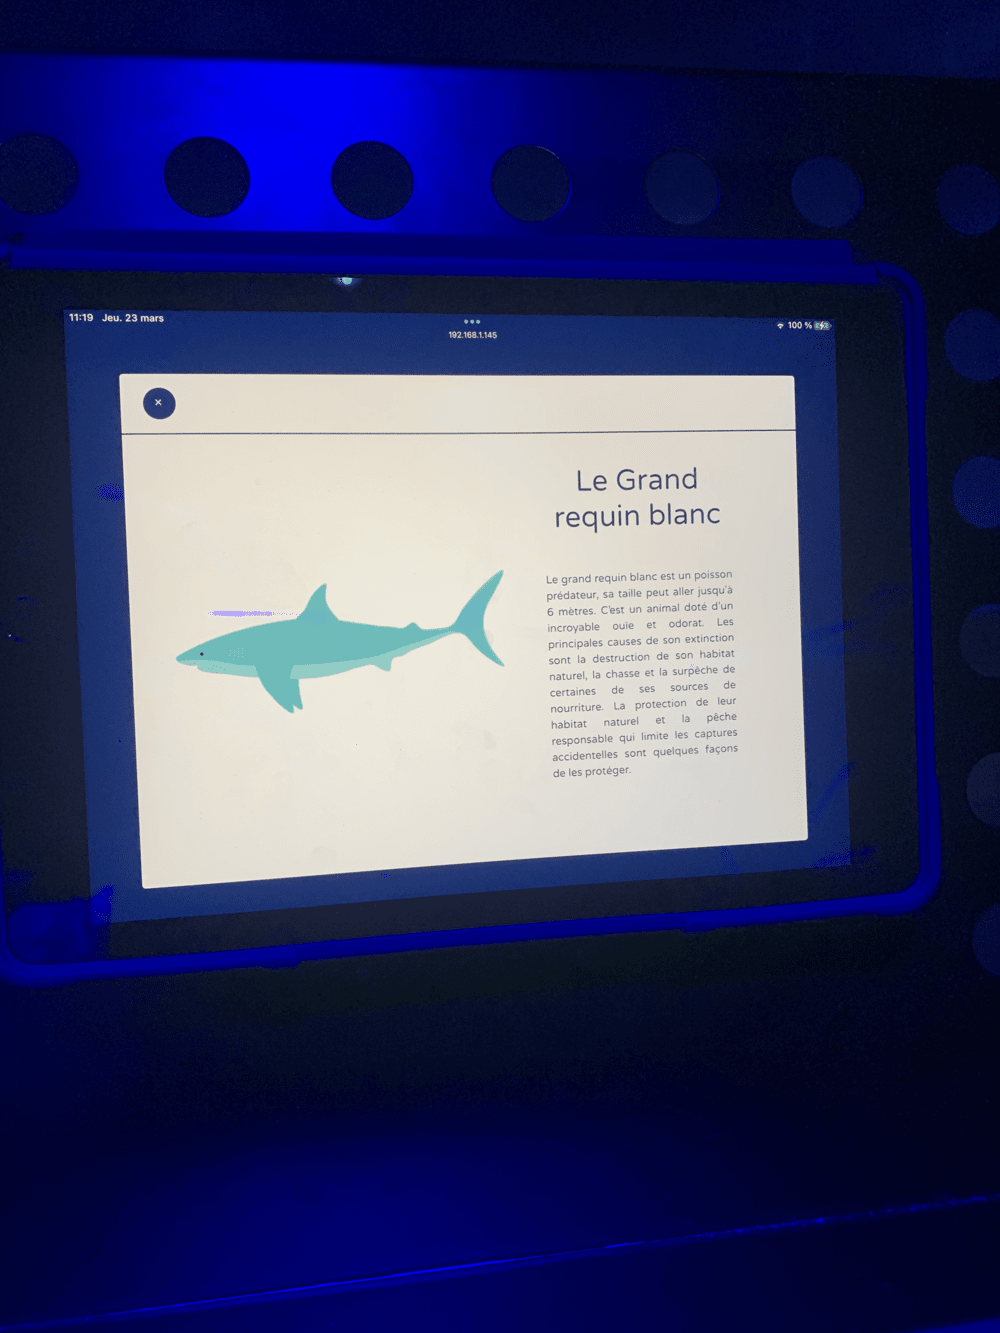 11:19 Jeu. 23 mars
192.168.1.145
100 %
×
Le Grand
requin blanc
Le grand requin blanc est un poisson
prédateur, sa taille peut aller jusqu'à
6 mètres. C'est un animal doté d'un
incroyable ouïe et odorat. Les
principales causes de son extinction
sont la destruction de son habitat
naturel, la chasse et la surpêche de
certaines de ses sources de
nourriture. La protection de leur
habitat naturel et la pêche
responsable qui limite les captures
accidentelles sont quelques façons
de les protéger.